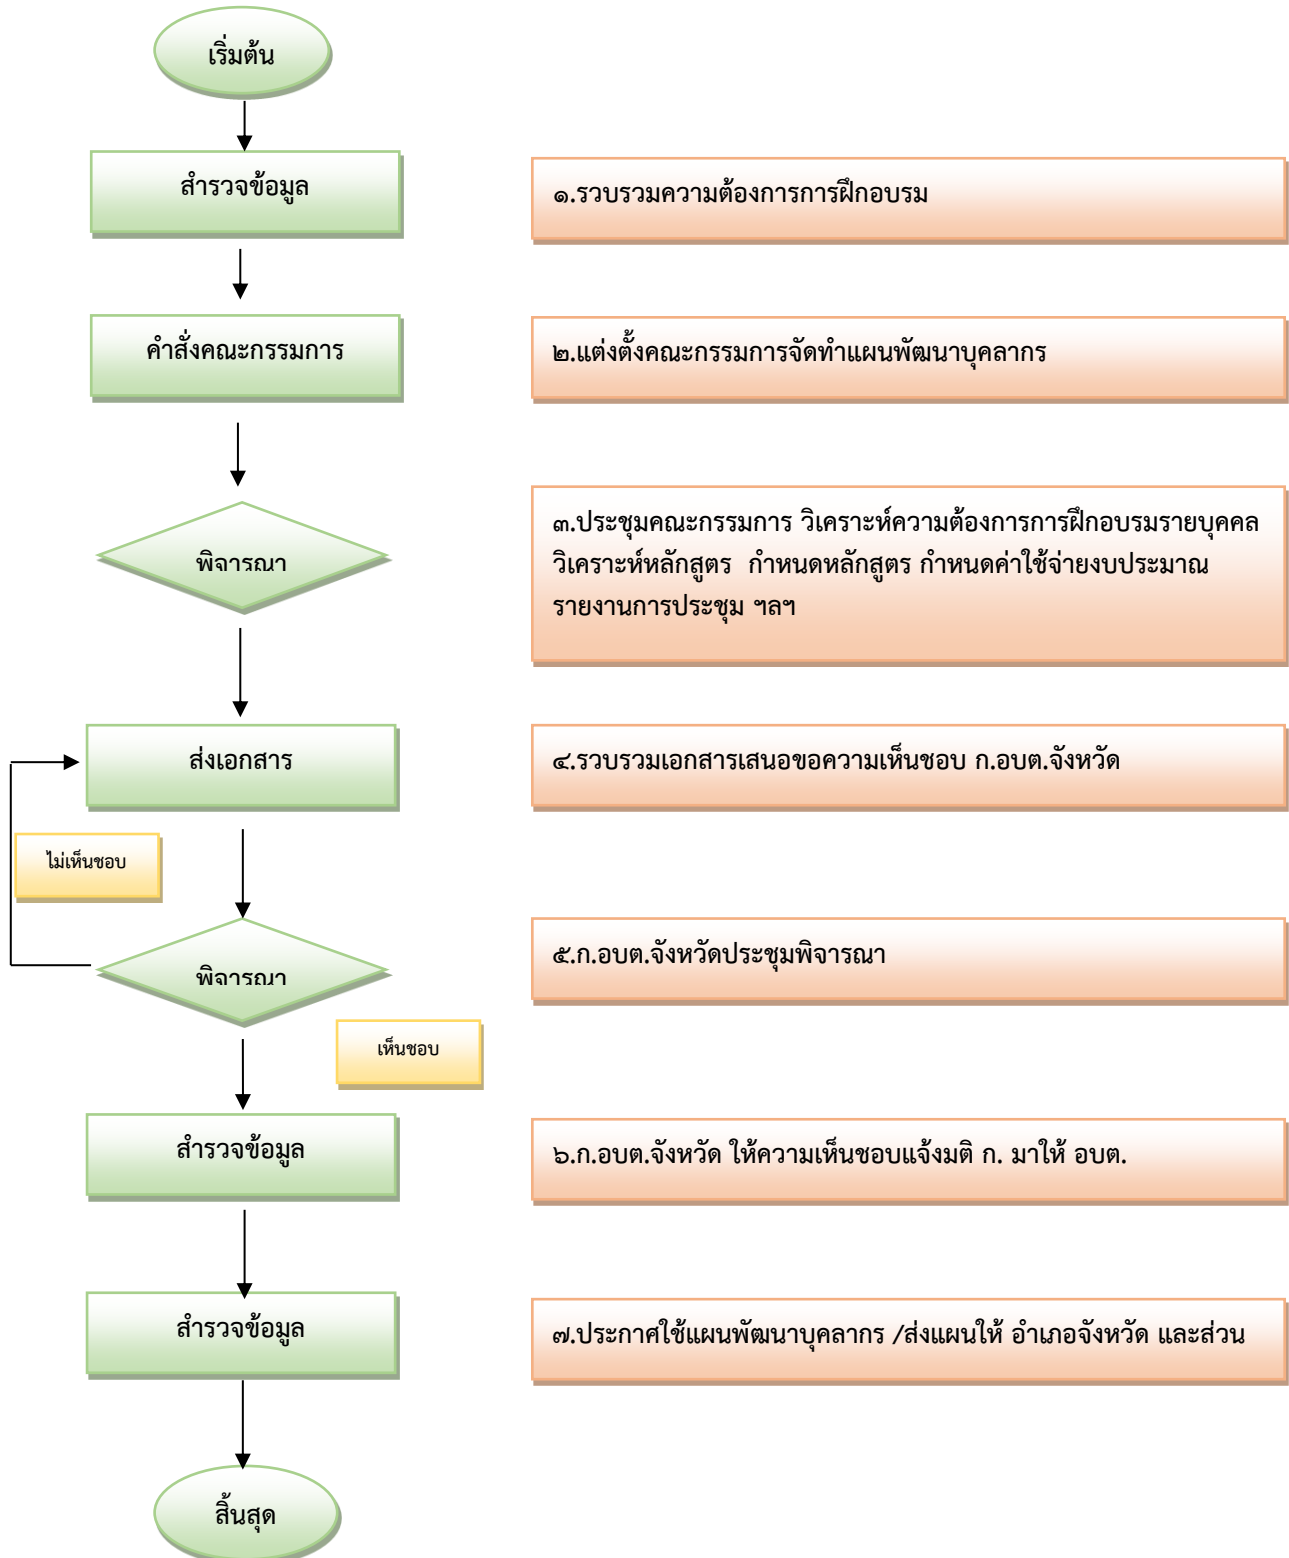 เริ่มต้น
สำรวจข้อมูล
๑.รวบรวมความต้องการการฝึกอบรม
คำสั่งคณะกรรมการ
๒.แต่งตั้งคณะกรรมการจัดทำแผนพัฒนาบุคลากร
พิจารณา
๓.ประชุมคณะกรรมการ วิเคราะห์ความต้องการการฝึกอบรมรายบุคคล
วิเคราะห์หลักสูตร กำหนดหลักสูตร กำหนดค่าใช้จ่ายงบประมาณ
รายงานการประชุม ฯลฯ
ส่งเอกสาร
๔.รวบรวมเอกสารเสนอขอความเห็นชอบ ก.อบต.จังหวัด
ไม่เห็นชอบ
พิจารณา
๕.ก.อบต.จังหวัดประชุมพิจารณา
เห็นชอบ
สำรวจข้อมูล
๖.ก.อบต.จังหวัด ให้ความเห็นชอบแจ้งมติ ก. มาให้ อบต.
สำรวจข้อมูล
๗.ประกาศใช้แผนพัฒนาบุคลากร /ส่งแผนให้ อำเภอจังหวัด และส่วน
สิ้นสุด